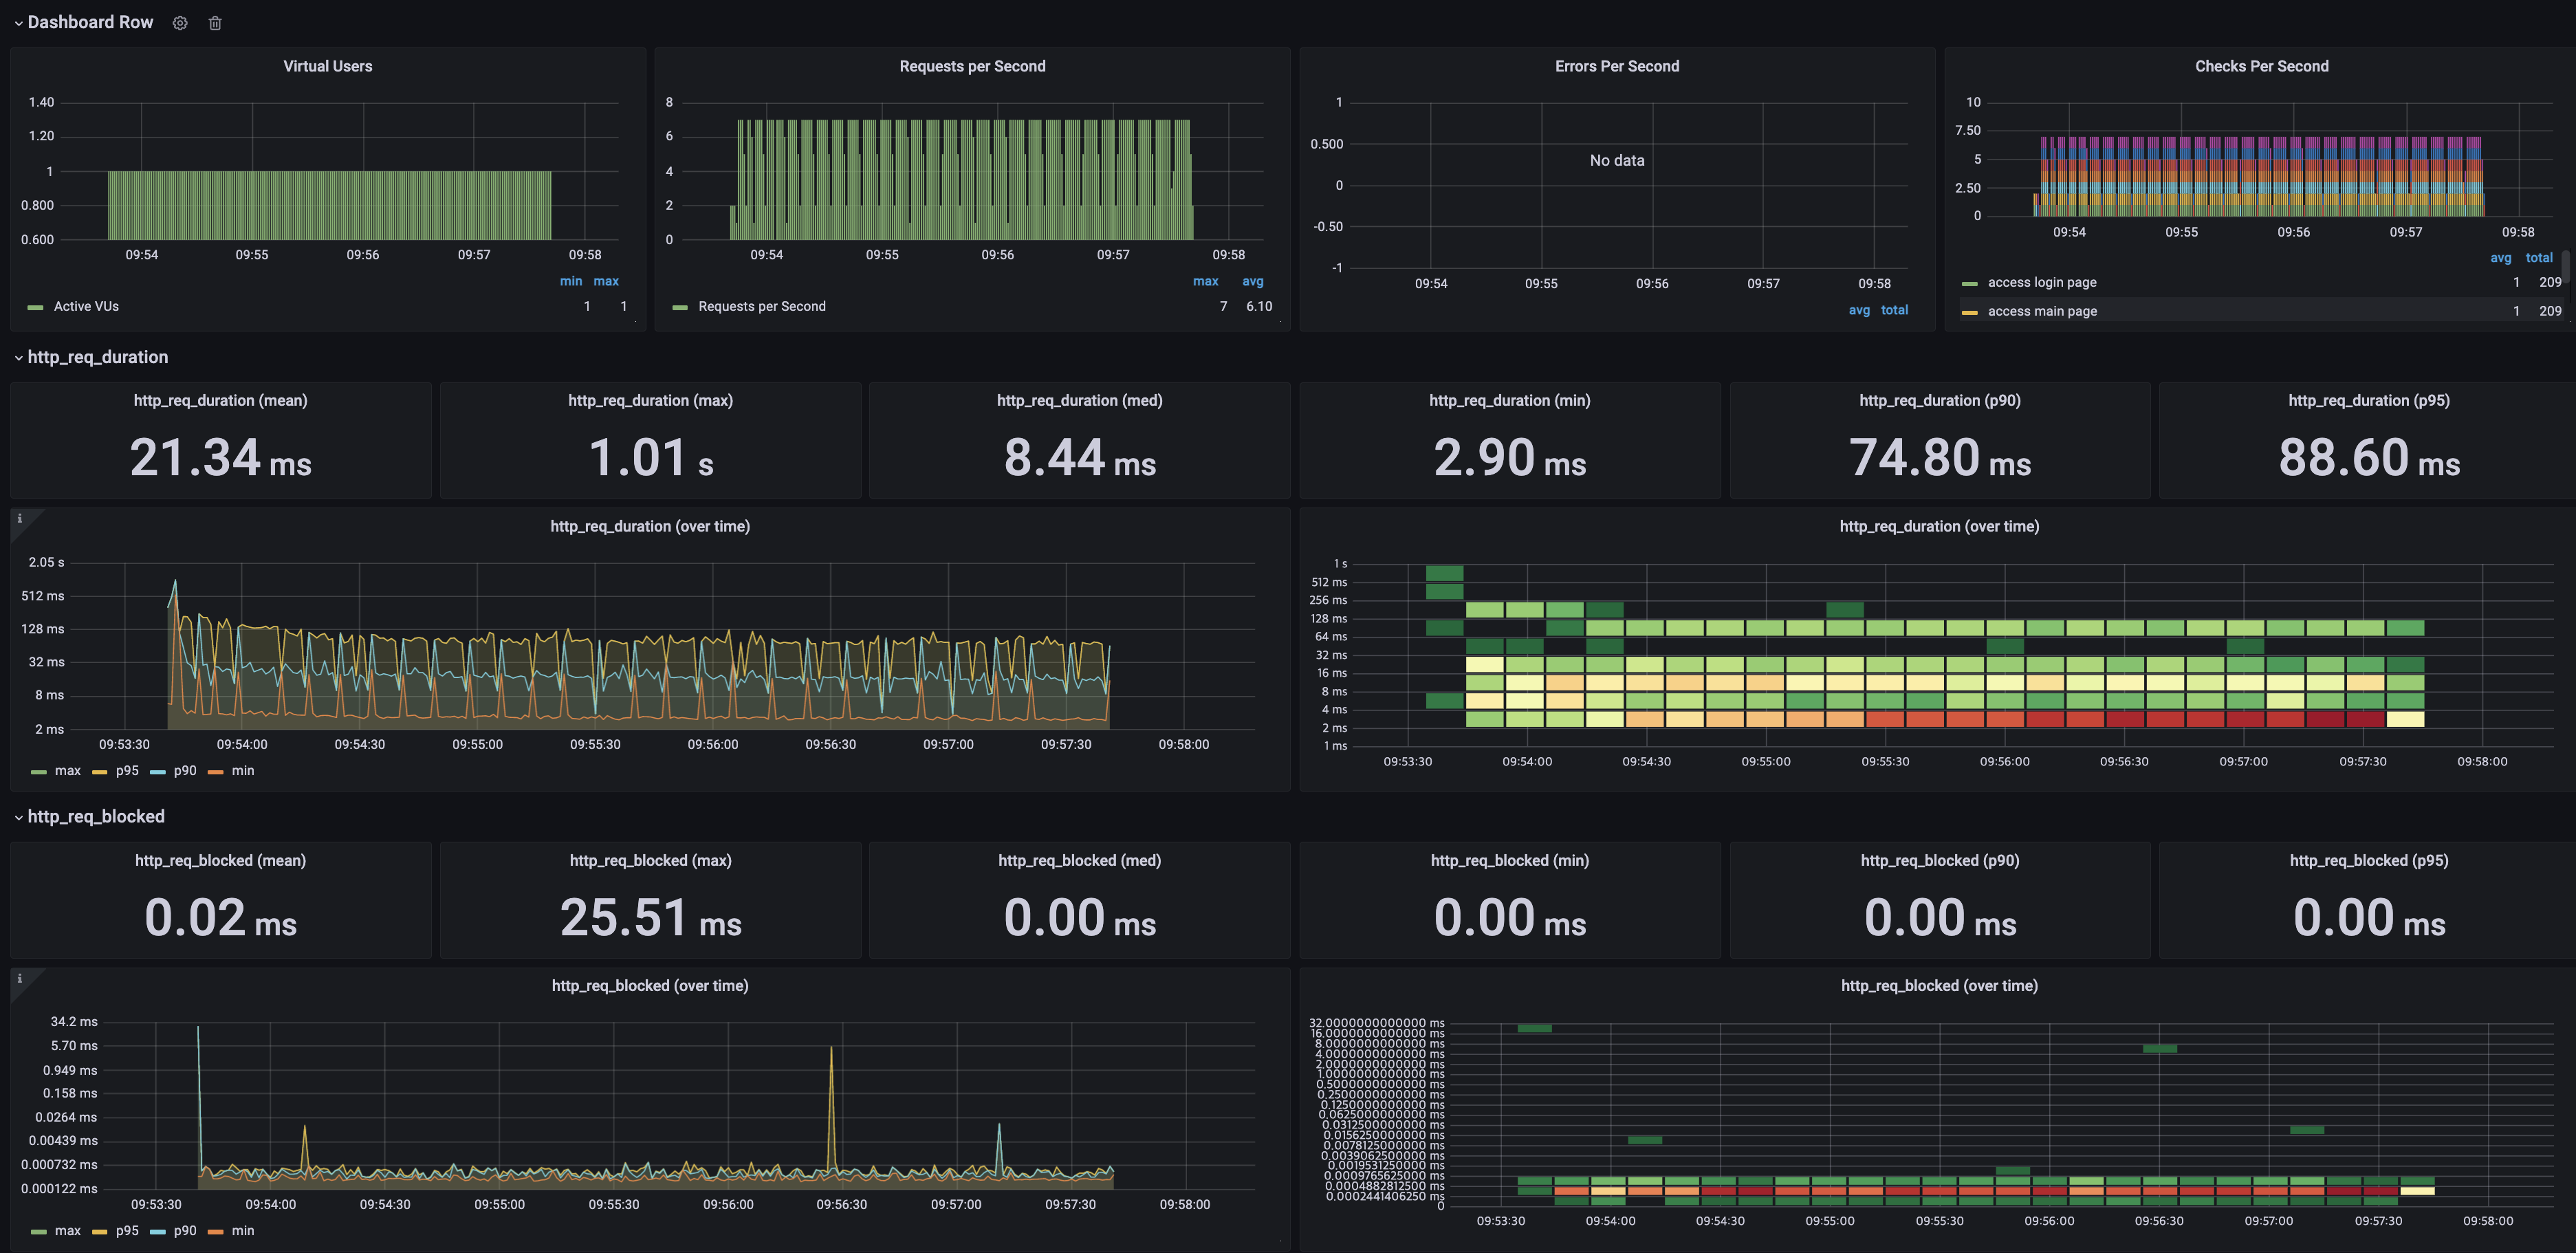 Dashboard Row
Virtual Users
1.40
1.20
1
0.800
0.600
09:54 09:55 09:56 09:57 09:58
min max
Active VUs 1 1
Requests per Second
8
6
4
2
0
09:54 09:55 09:56 09:57 09:58
max avg
Requests per Second 7 6.10
Errors Per Second
1
0.500
0
-0.50
-1
No data
09:54 09:55 09:56 09:57 09:58
avg total
Checks Per Second
10
7.50
5
2.50
0
09:54 09:55 09:56 09:57 09:58
avg total
access login page 1 209
access main page 1 209
http_req_duration
http_req_duration (mean)
21.34 ms
http_req_duration (max)
1.01 s
http_req_duration (med)
8.44 ms
http_req_duration (min)
2.90 ms
http_req_duration (p90)
74.80 ms
http_req_duration (p95)
88.60 ms
i
http_req_duration (over time)
2.05 s
512 ms
128 ms
32 ms
8 ms
2 ms
09:53:30 09:54:00 09:54:30 09:55:00 09:55:30 09:56:00 09:56:30 09:57:00 09:57:30 09:58:00
max p95 p90 min
http_req_duration (over time)
1 s
512 ms
256 ms
128 ms
64 ms
32 ms
16 ms
8 ms
4 ms
2 ms
1 ms
09:53:30 09:54:00 09:54:30 09:55:00 09:55:30 09:56:00 09:56:30 09:57:00 09:57:30 09:58:00
http_req_blocked
http_req_blocked (mean)
0.02 ms
http_req_blocked (max)
25.51 ms
http_req_blocked (med)
0.00 ms
http_req_blocked (min)
0.00 ms
http_req_blocked (p90)
0.00 ms
http_req_blocked (p95)
0.00 ms
i
http_req_blocked (over time)
34.2 ms
5.70 ms
0.949 ms
0.158 ms
0.0264 ms
0.00439 ms
0.000732 ms
0.000122 ms
09:53:30 09:54:00 09:54:30 09:55:00 09:55:30 09:56:00 09:56:30 09:57:00 09:57:30 09:58:00
max p95 p90 min
http_req_blocked (over time)
32.0000000000000 ms
16.0000000000000 ms
8.0000000000000 ms
4.0000000000000 ms
2.0000000000000 ms
1.0000000000000 ms
0.5000000000000 ms
0.2500000000000 ms
0.1250000000000 ms
0.0625000000000 ms
0.0312500000000 ms
0.0156250000000 ms
0.0078125000000 ms
0.0039062500000 ms
0.0019531250000 ms
0.0009765625000 ms
0.0004882812500 ms
0.0002441406250 ms
0
09:53:30 09:54:00 09:54:30 09:55:00 09:55:30 09:56:00 09:56:30 09:57:00 09:57:30 09:58:00